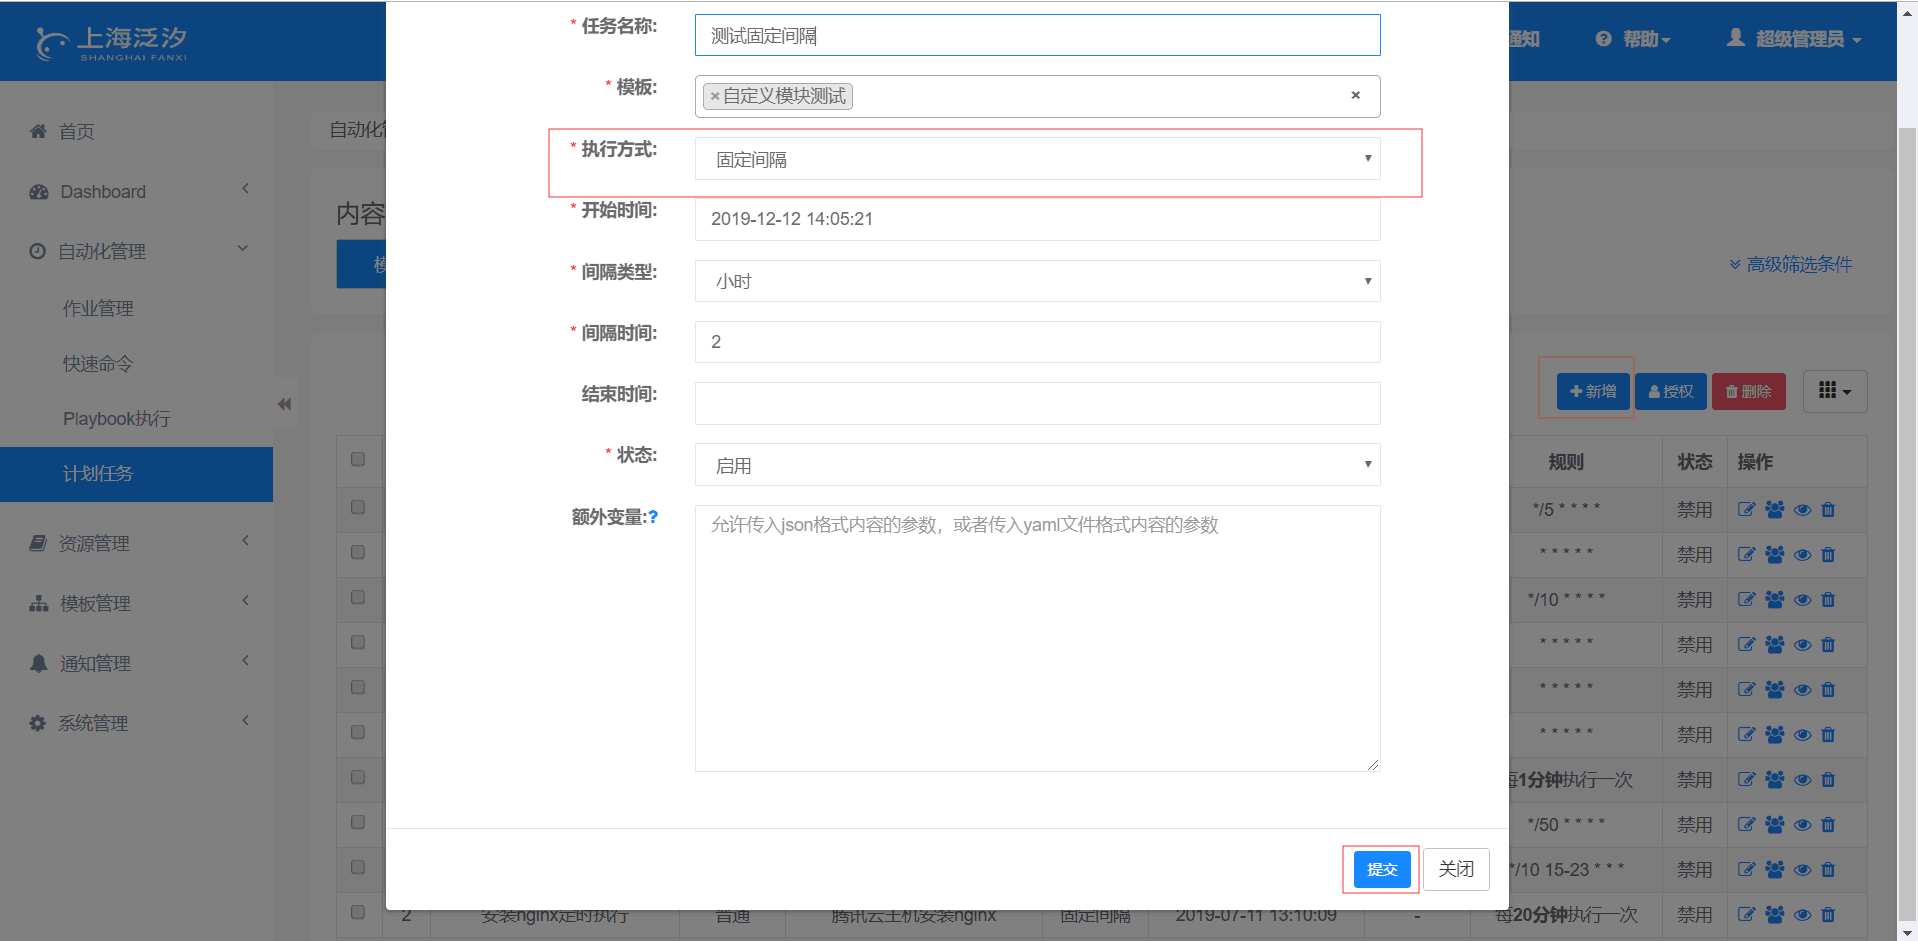 上海泛汐
SHANGHAI FANXI
通知
帮助
超级管理员
首页
Dashboard
自动化管理
作业管理
快速命令
Playbook执行
计划任务
资源管理
模板管理
通知管理
系统管理
自动化管
内容
模
高级筛选条件
* 任务名称:
测试固定间隔
* 模板:
×自定义模块测试
×
* 执行方式:
固定间隔
* 开始时间:
2019-12-12 14:05:21
* 间隔类型:
小时
* 间隔时间:
2
结束时间:
* 状态:
启用
额外变量:?
允许传入json格式内容的参数，或者传入yaml文件格式内容的参数
提交
关闭
新增
授权
删除
规则 状态 操作
*/5 * * * * 禁用
* * * * * 禁用
*/10 * * * * 禁用
* * * * * 禁用
* * * * * 禁用
* * * * * 禁用
每1分钟执行一次 禁用
*/50 * * * * 禁用
*/10 15-23 * * * 禁用
2 安装nginx定时执行 普通 腾讯云主机安装nginx 固定间隔 2019-07-11 13:10:09 - 每20分钟执行一次 禁用